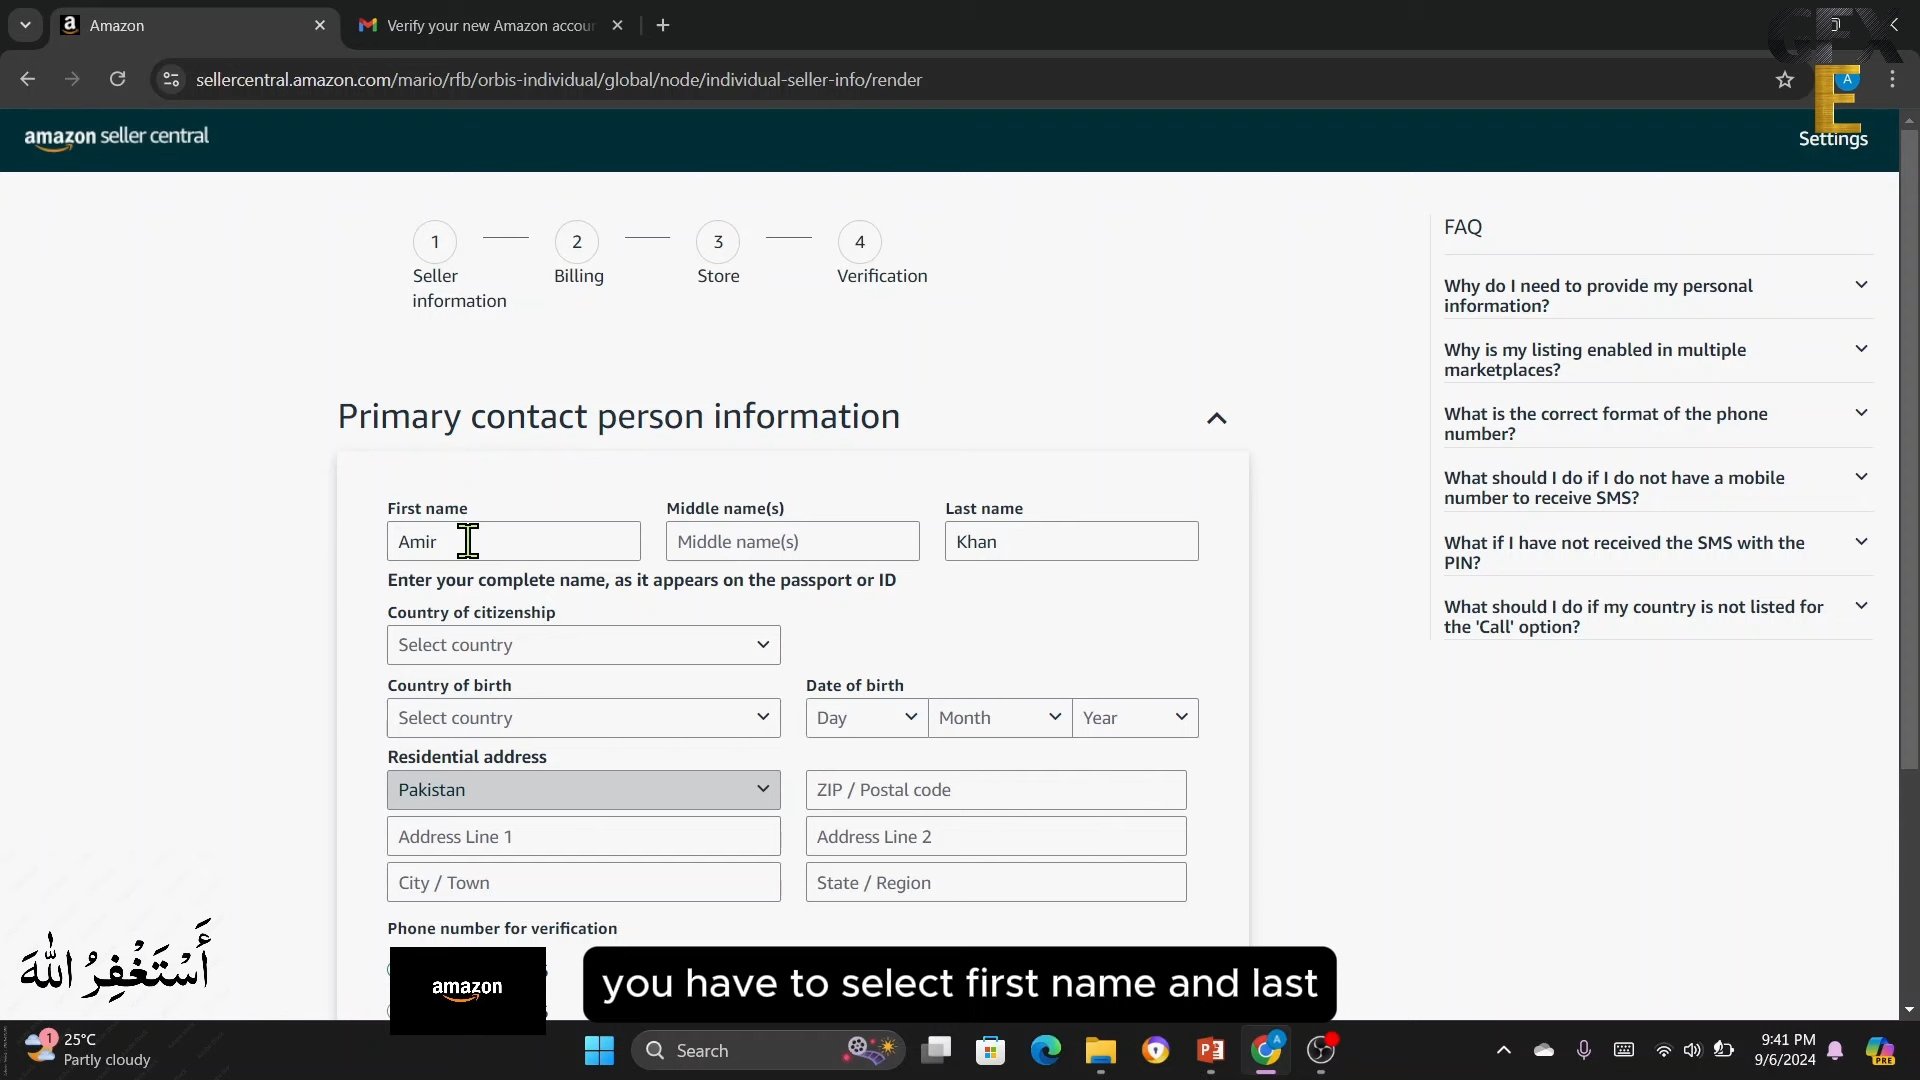 Amazon
Verify your new Amazon accour
sellercentral.amazon.com/mario/rfb/orbis-individual/global/node/individual-seller-info/render
GFX
E
A
amazon seller central
Settings
1
2
3
4
Seller information
Billing
Store
Verification
FAQ
Why do I need to provide my personal
information?
Why is my listing enabled in multiple
marketplaces?
What is the correct format of the phone
number?
What should I do if I do not have a mobile
number to receive SMS?
What if I have not received the SMS with the
PIN?
What should I do if my country is not listed for
the 'Call' option?
Primary contact person information
First name
Middle name(s)
Last name
Amir
Middle name(s)
Khan
Enter your complete name, as it appears on the passport or ID
Country of citizenship
Select country
Country of birth
Date of birth
Select country
Day
Month
Year
Residential address
Pakistan
ZIP / Postal code
Address Line 1
Address Line 2
City / Town
State / Region
Phone number for verification
أَسْتَغْفِرُ اللهَ
amazon
you have to select first name and last
1
25°C
Partly cloudy
Search
A
9:41 PM
9/6/2024
PRE